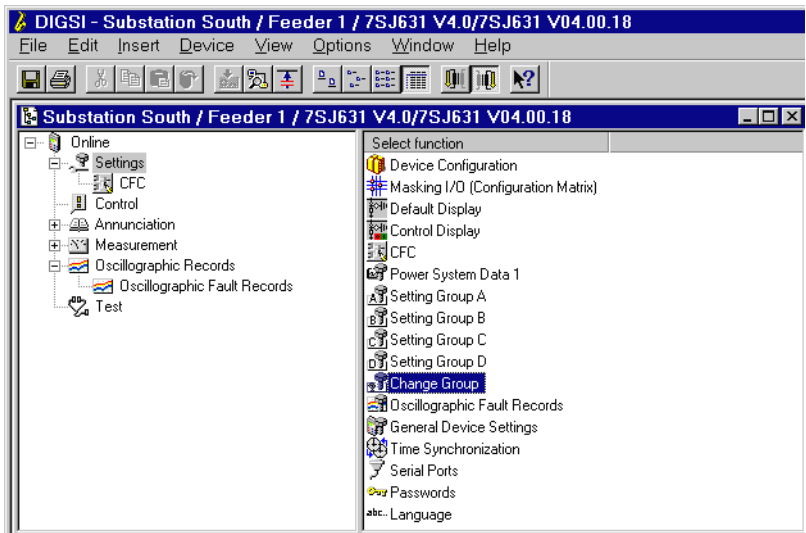 DIGSI - Substation South / Feeder 1 / 7SJ631 V4.0/7SJ631 V04.00.18
File Edit Insert Device View Options Window Help
Substation South / Feeder 1 / 7SJ631 V4.0/7SJ631 V04.00.18
Online
Settings
CFC
Control
Annunciation
Measurement
Oscillographic Records
Oscillographic Fault Records
Test
Select function
Device Configuration
Masking I/O (Configuration Matrix)
Default Display
Control Display
CFC
Power System Data 1
Setting Group A
Setting Group B
Setting Group C
Setting Group D
Change Group
Oscillographic Fault Records
General Device Settings
Time Synchronization
Serial Ports
Passwords
abc.. Language